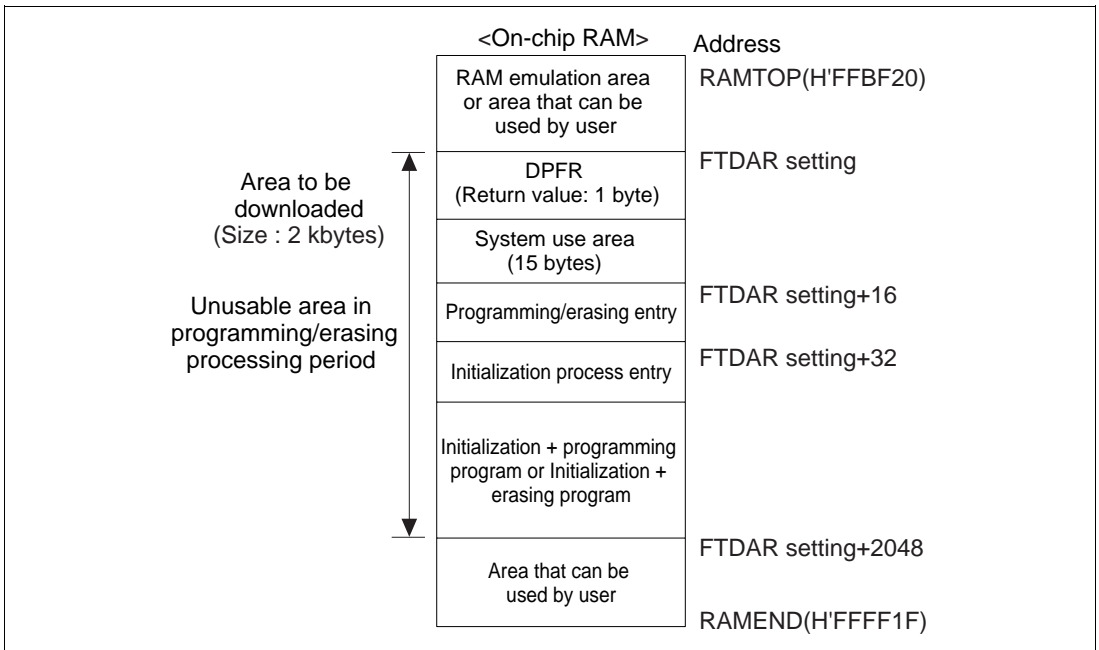 <On-chip RAM>
Address
RAM emulation area
or area that can be
used by user
RAMTOP(H'FFBF20)
FTDAR setting
Area to be
downloaded
(Size : 2 kbytes)
DPFR
(Return value: 1 byte)
System use area
(15 bytes)
FTDAR setting+16
Unusable area in
programming/erasing
processing period
Programming/erasing entry
FTDAR setting+32
Initialization process entry
Initialization + programming
program or Initialization +
erasing program
FTDAR setting+2048
Area that can be
used by user
RAMEND(H'FFFF1F)